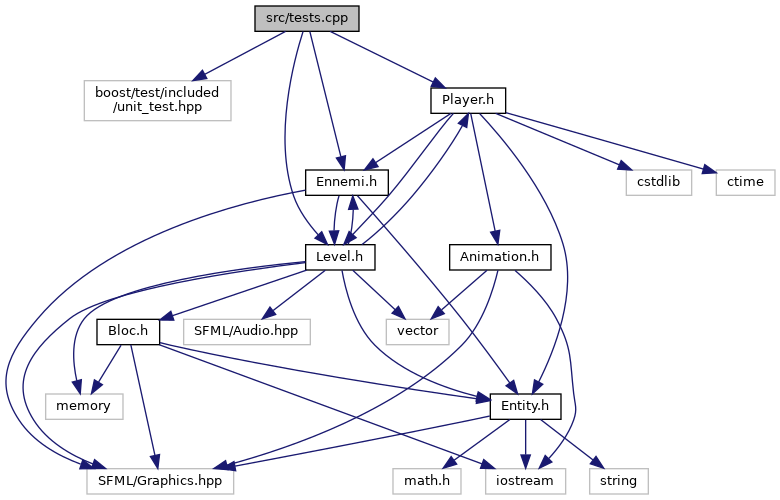 src/tests.cpp
boost/test/included
/unit_test.hpp
Player.h
Ennemi.h
cstdlib
ctime
Level.h
Animation.h
Bloc.h
SFML/Audio.hpp
vector
memory
Entity.h
SFML/Graphics.hpp
math.h
iostream
string